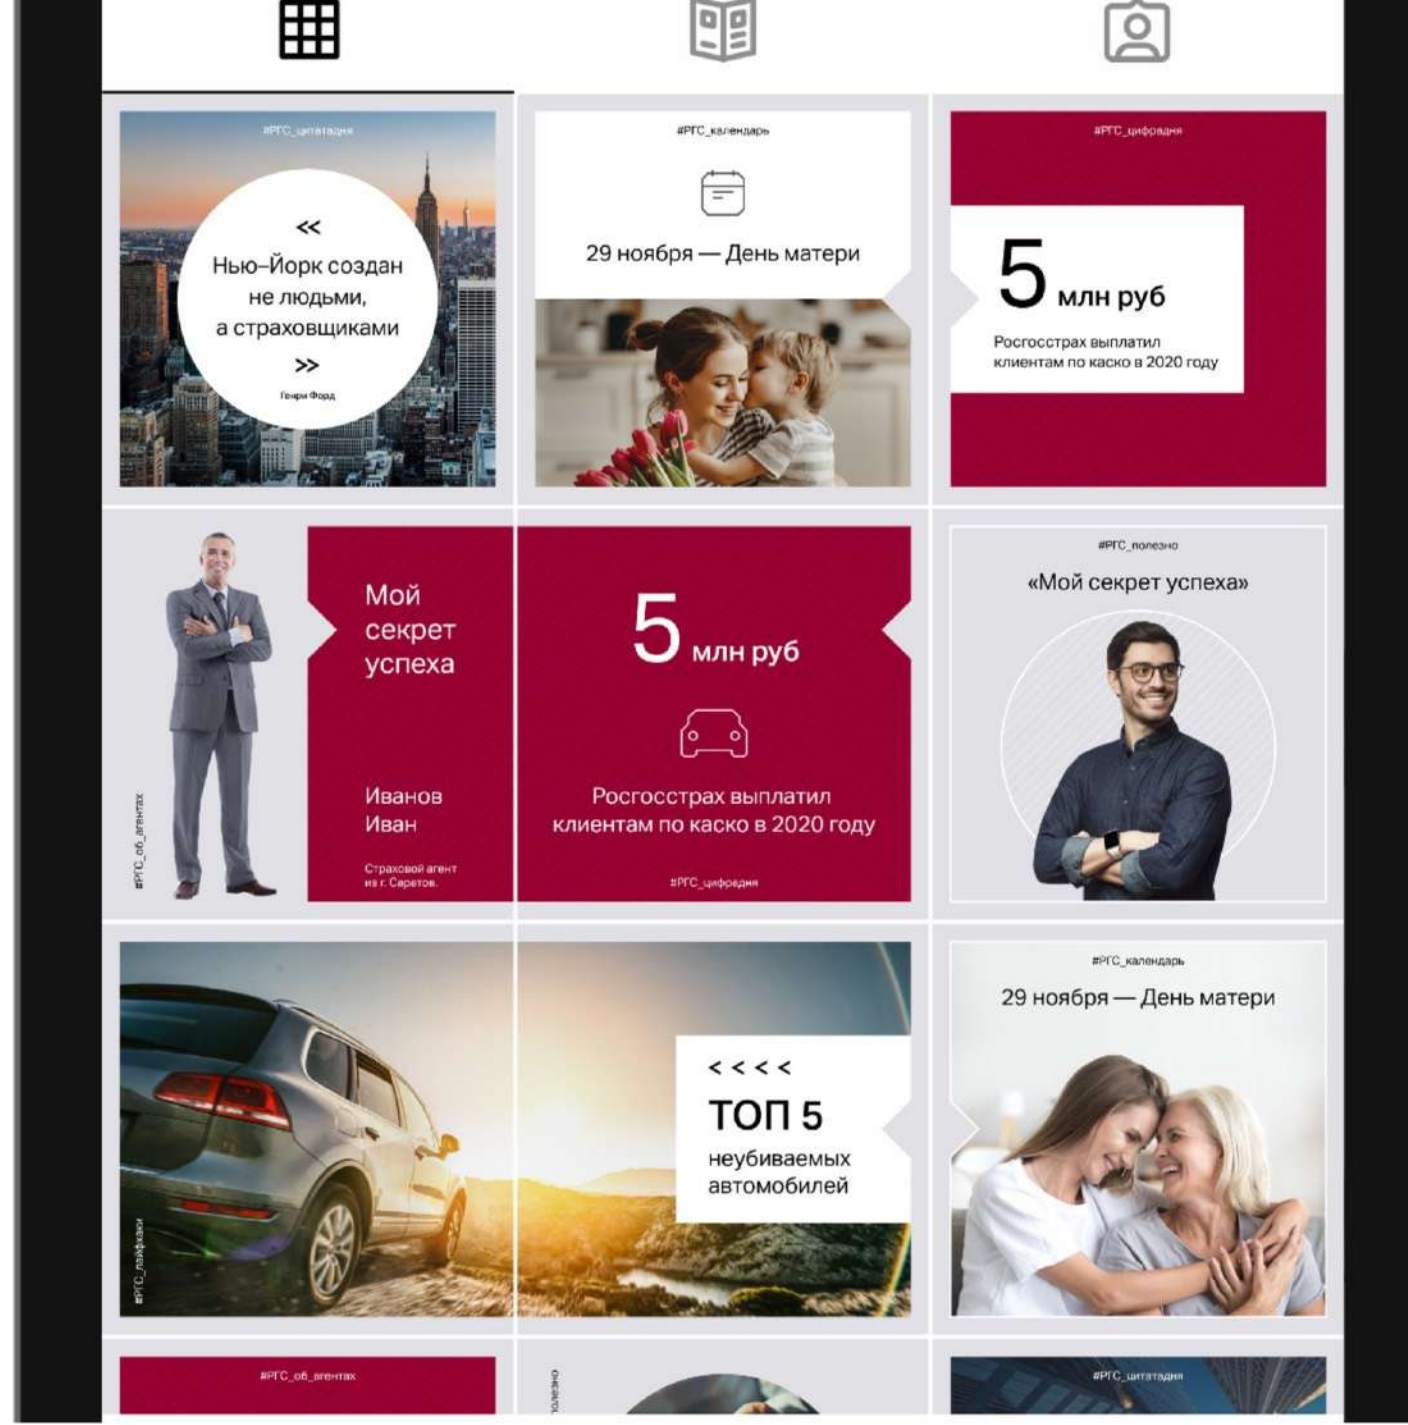 #РГС_цитатадня
«
Нью–Йорк создан
не людьми,
а страховщиками
»
Генри Форд
#РГС_календарь
29 ноября — День матери
#РГС_цифрадня
5 млн руб
Росгосстрах выплатил
клиентам по каско в 2020 году
Мой
секрет
успеха
Иванов
Иван
Страховой агент
из г. Саратов.
#РГС_об_агентах
5 млн руб
Росгосстрах выплатил
клиентам по каско в 2020 году
#РГС_цифрадня
#РГС_полезно
«Мой секрет успеха»
#РГС_лайфхаки
< < < <
ТОП 5
неубиваемых
автомобилей
#РГС_календарь
29 ноября — День матери
#РГС_об_агентах
полезно
#РГС_цитатадня